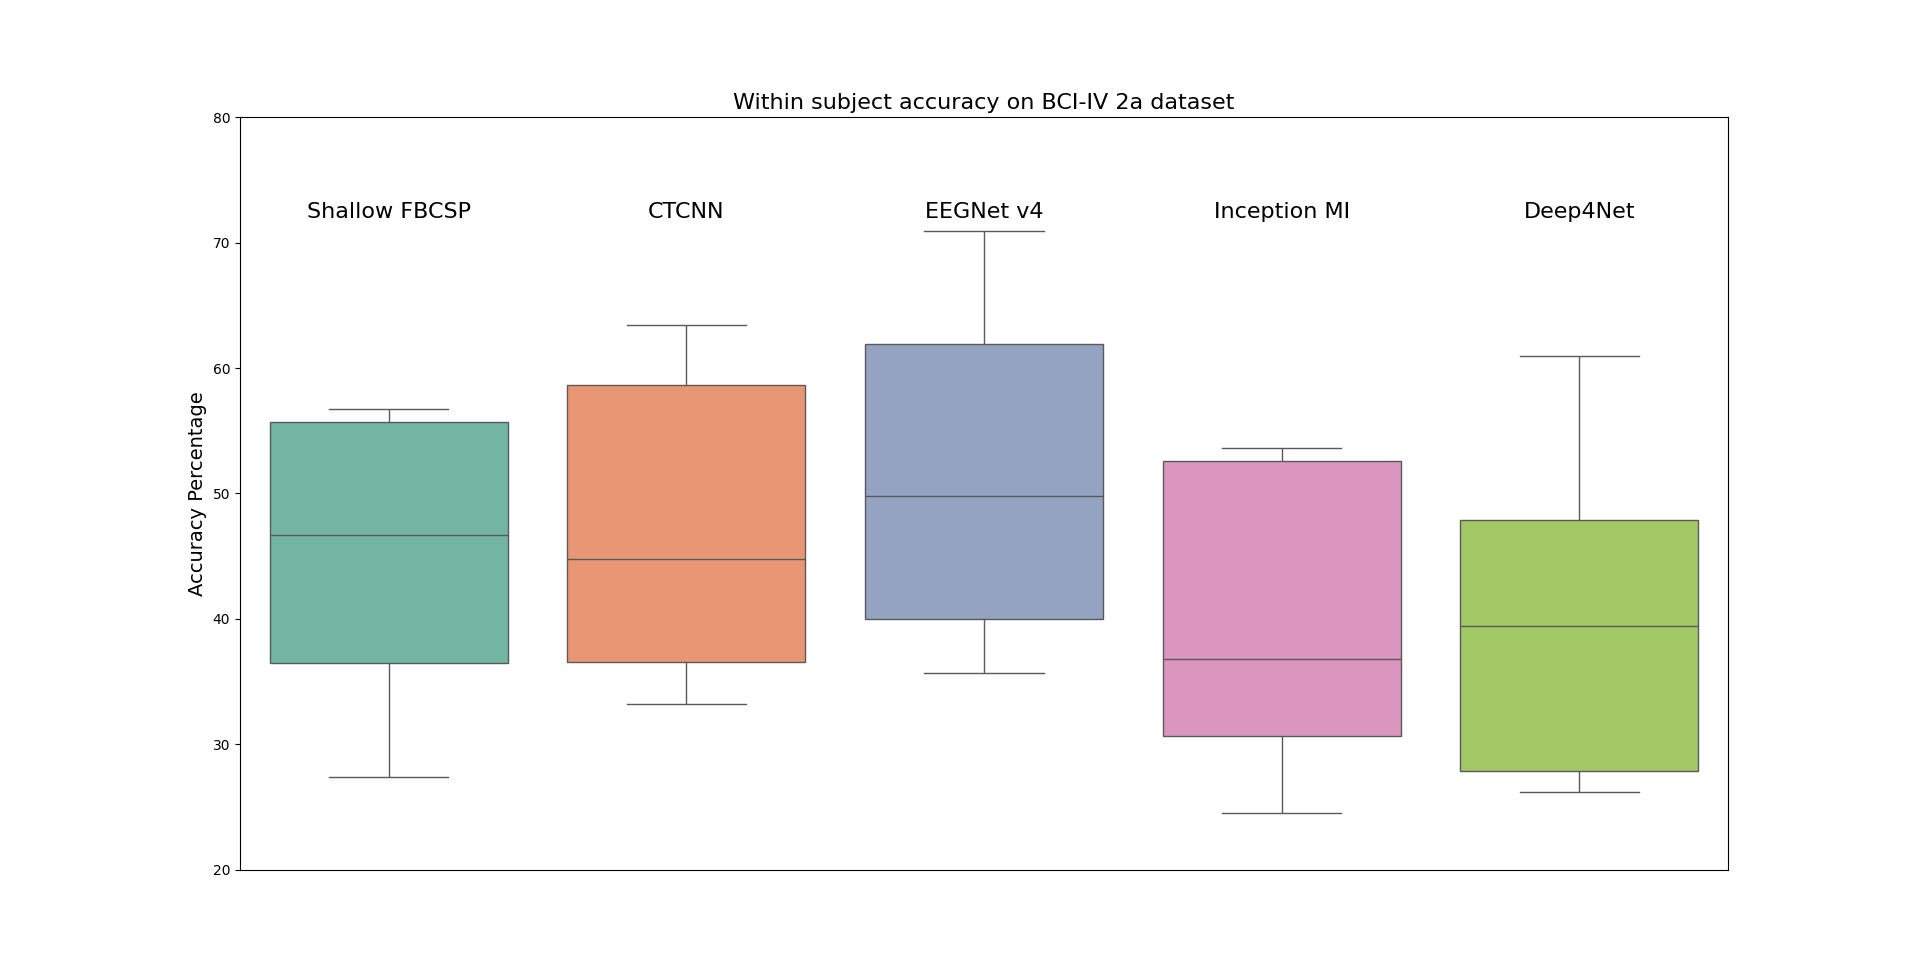 Within subject accuracy on BCI-IV 2a dataset
80
Shallow FBCSP CTCNN EEGNet v4 Inception MI Deep4Net
70
60
50
40
30
20
Accuracy Percentage